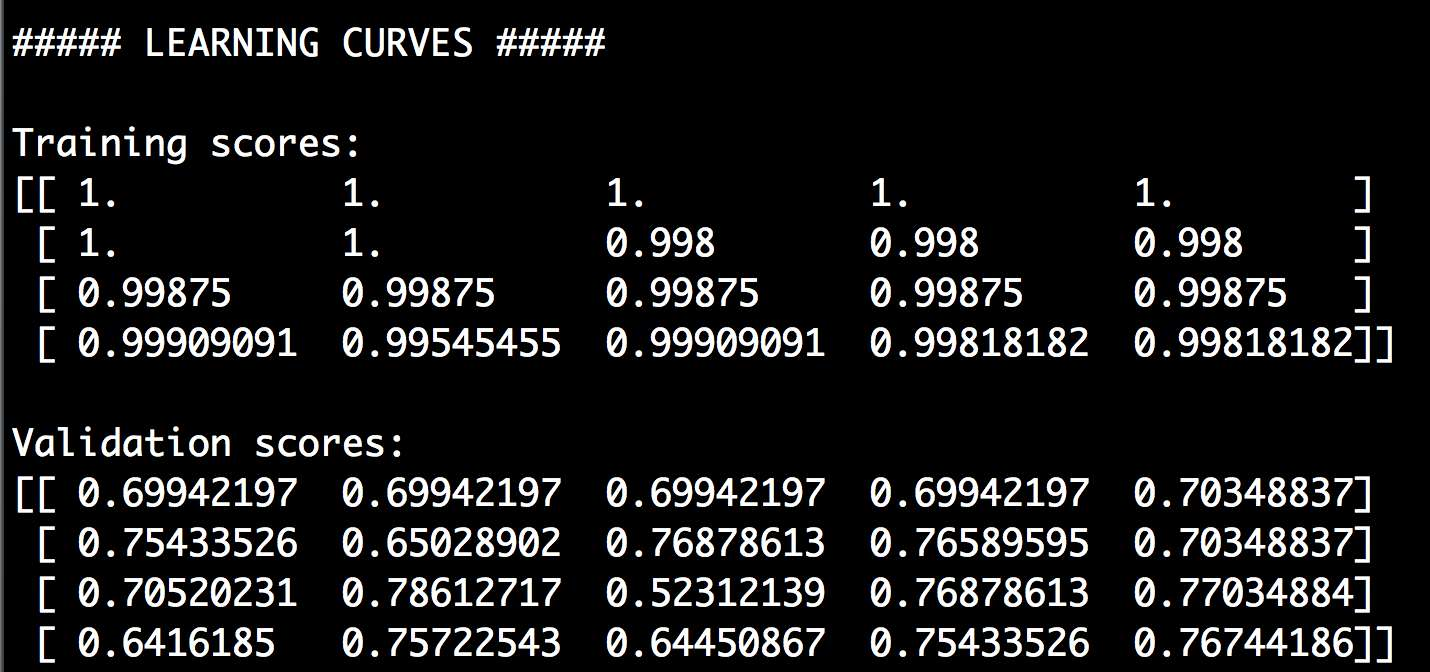 ##### LEARNING CURVES #####
Training scores:
[[ 1.          1.          1.          1.          1.        ]
 [ 1.          1.          0.998       0.998       0.998     ]
 [ 0.99875     0.99875     0.99875     0.99875     0.99875   ]
 [ 0.99909091  0.99545455  0.99909091  0.99818182  0.99818182]]
Validation scores:
[[ 0.69942197  0.69942197  0.69942197  0.69942197  0.70348837]
 [ 0.75433526  0.65028902  0.76878613  0.76589595  0.70348837]
 [ 0.70520231  0.78612717  0.52312139  0.76878613  0.77034884]
 [ 0.6416185   0.75722543  0.64450867  0.75433526  0.76744186]]